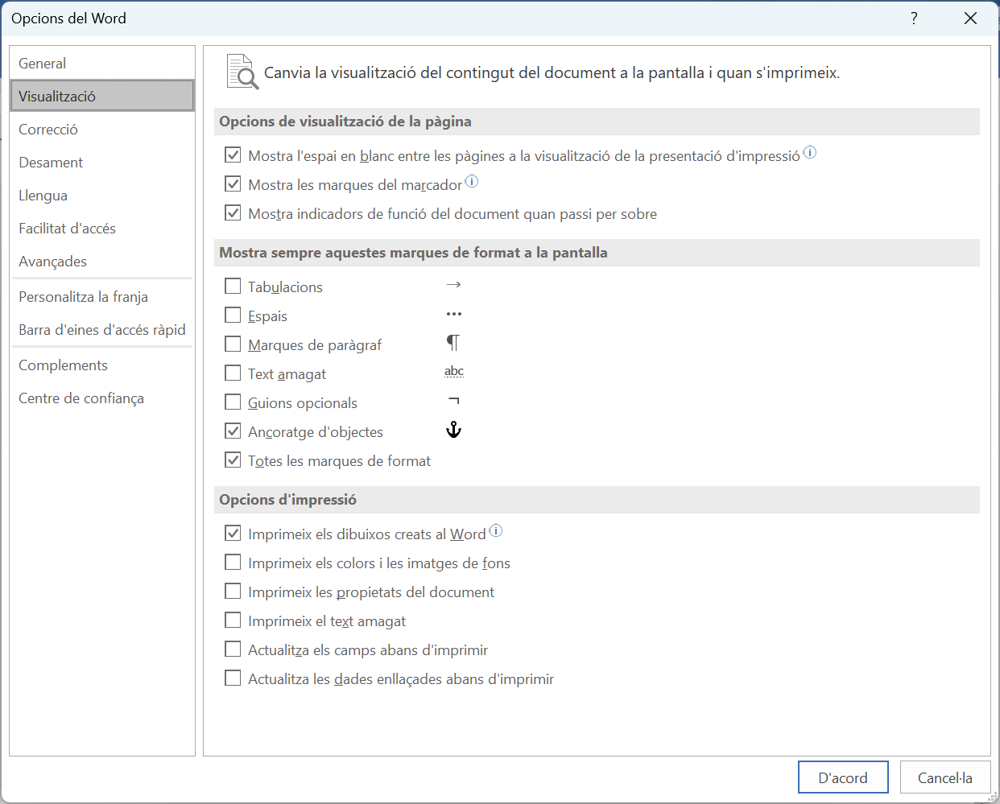 Opcions del Word
?
General
Visualització
Correcció
Desament
Llengua
Facilitat d'accés
Avançades
Personalitza la franja
Barra d'eines d'accés ràpid
Complements
Centre de confiança
Canvia la visualització del contingut del document a la pantalla i quan s'imprimeix.
Opcions de visualització de la pàgina
Mostra l'espai en blanc entre les pàgines a la visualització de la presentació d'impressió
Mostra les marques del marcador
Mostra indicadors de funció del document quan passi per sobre
Mostra sempre aquestes marques de format a la pantalla
Tabulacions →
Espais ···
Marques de paràgraf ¶
Text amagat abc
Guions opcionals ¬
Ancoratge d'objectes
Totes les marques de format
Opcions d'impressió
Imprimeix els dibuixos creats al Word
Imprimeix els colors i les imatges de fons
Imprimeix les propietats del document
Imprimeix el text amagat
Actualitza els camps abans d'imprimir
Actualitza les dades enllaçades abans d'imprimir
D'acord
Cancel·la